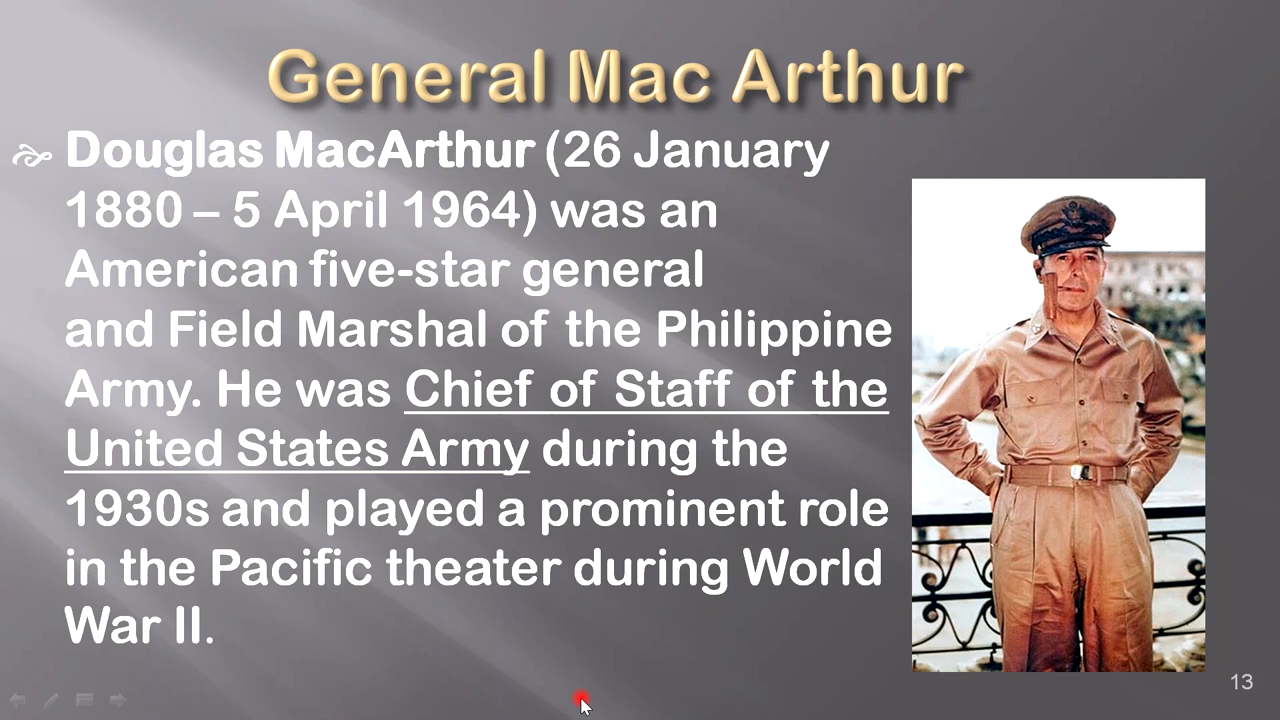 General Mac Arthur
Douglas MacArthur (26 January
1880 – 5 April 1964) was an
American five-star general
and Field Marshal of the Philippine
Army. He was Chief of Staff of the
United States Army during the
1930s and played a prominent role
in the Pacific theater during World
War II.
13